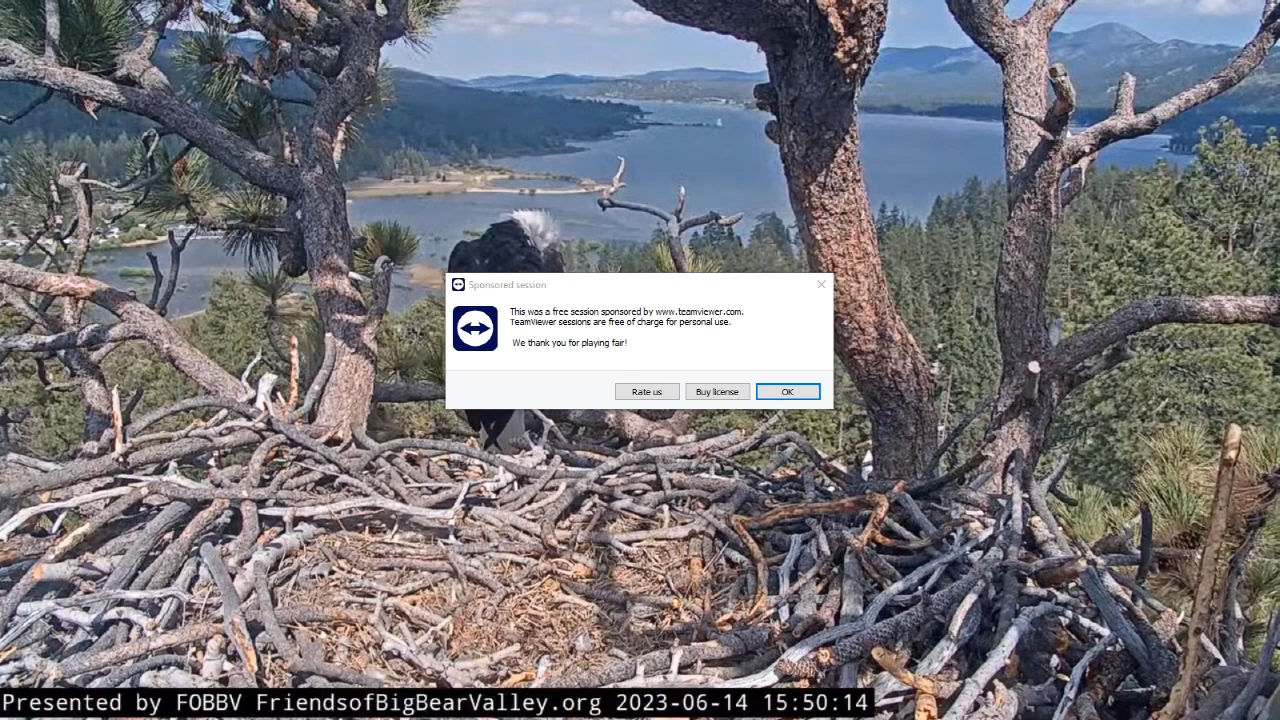 Sponsored session
This was a free session sponsored by www.teamviewer.com.
TeamViewer sessions are free of charge for personal use.
We thank you for playing fair!
Rate us
Buy license
OK
Presented by FOBBV FriendsofBigBearValley.org 2023-06-14 15:50:14